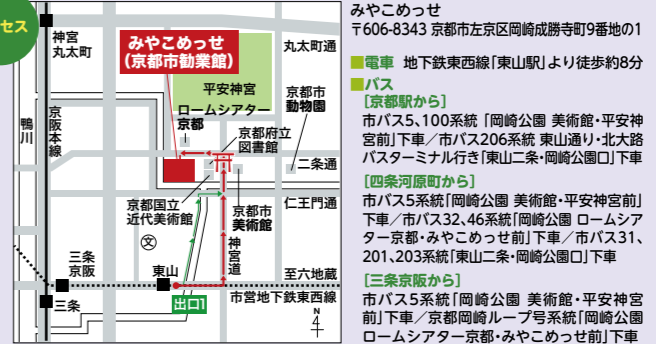 セス
神宮
丸太町
みやこめっせ
(京都市勧業館)
丸太町通
平安神宮
ロームシアター
京都
京都市
動物園
京都府立
図書館
二条通
鴨川
京阪本線
京都国立
近代美術館
京都市
美術館
仁王門通
文
神宮道
三条
京阪
東山
至六地蔵
三条
出口1
市営地下鉄東西線
N
4
みやこめっせ
〒606-8343 京都市左京区岡崎成勝寺町9番地の1
■電車 地下鉄東西線「東山駅」より徒歩約8分
■バス
[京都駅から]
市バス5、100系統「岡崎公園 美術館・平安神
宮前」下車／市バス206系統 東山通り・北大路
バスターミナル行き「東山二条・岡崎公園口」下車
[四条河原町から]
市バス5系統「岡崎公園 美術館・平安神宮前」
下車／市バス32、46系統「岡崎公園 ロームシア
ター京都・みやこめっせ前」下車／市バス31、
201、203系統「東山二条・岡崎公園口」下車
[三条京阪から]
市バス5系統「岡崎公園 美術館・平安神宮
前」下車／京都岡崎ループ号系統「岡崎公園
ロームシアター京都・みやこめっせ前」下車